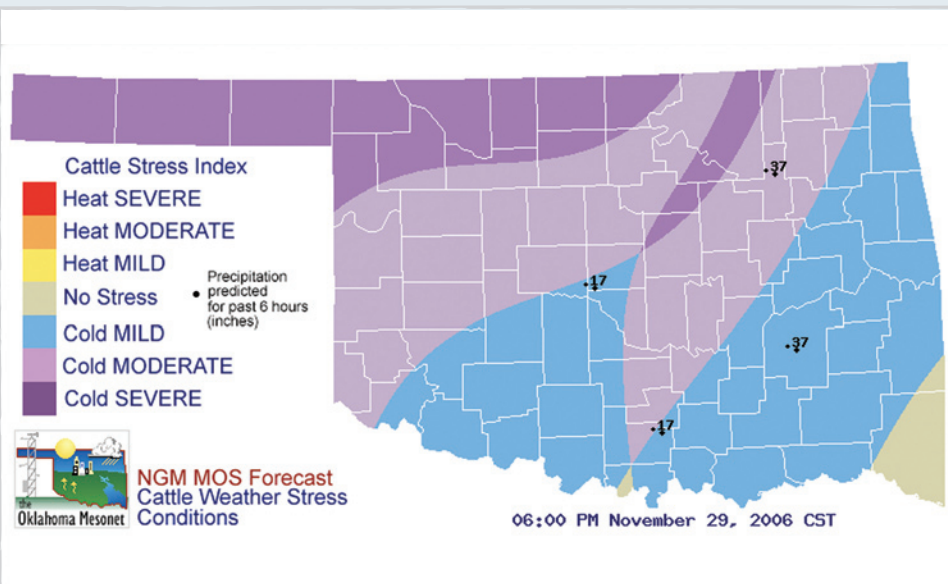 .37
.17
.37
.17
Cattle Stress Index
Heat SEVERE
Heat MODERATE
Heat MILD
No Stress
Cold MILD
Cold MODERATE
Cold SEVERE
Precipitation
predicted
for past 6 hours
(inches)
the
Oklahoma Mesonet
NGM MOS Forecast
Cattle Weather Stress
Conditions
06:00 PM November 29, 2006 CST